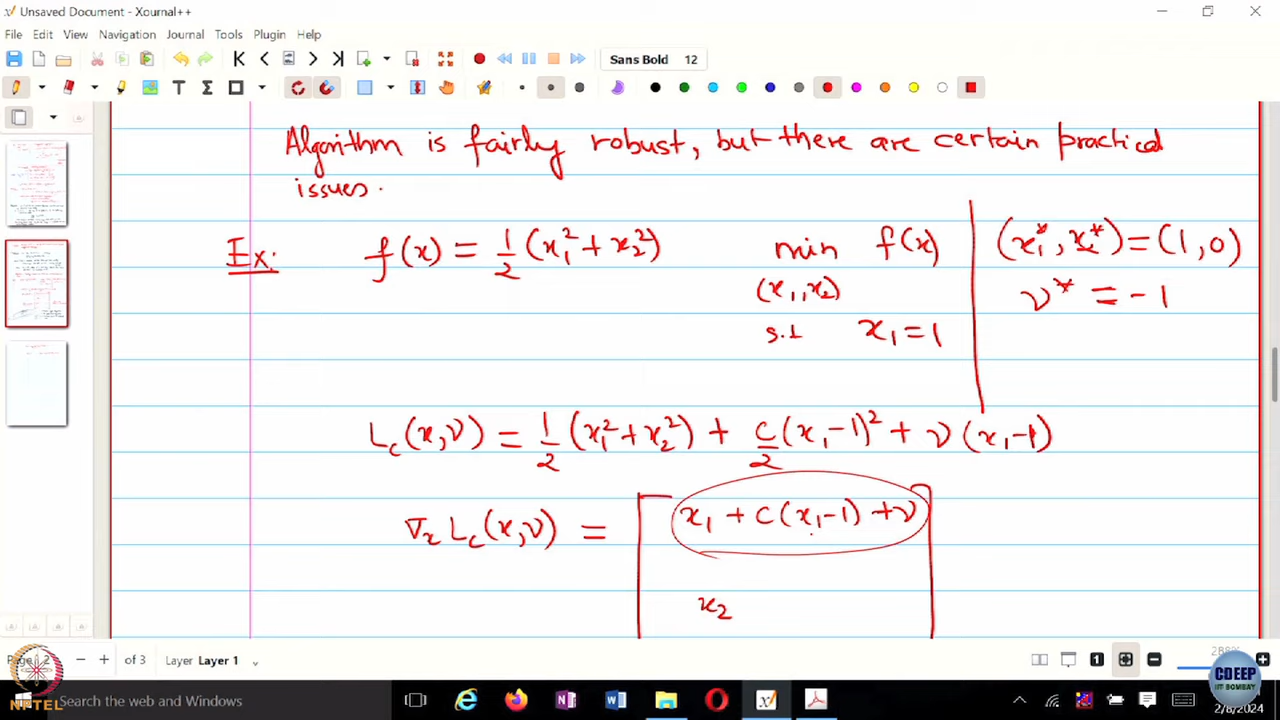 Unsaved Document - Xournal++
File Edit View Navigation Journal Tools Plugin Help
Sans Bold 12
Algorithm is fairly robust, but there are certain practical
issues.
Ex: f(x) = 1/2 (x₁² + x₂²) min f(x) (x₁*, x₂*) = (1, 0)
(x₁, x₂) ν* = -1
s.t x₁ = 1
L_c(x, ν) = 1/2 (x₁² + x₂²) + c/2 (x₁ - 1)² + ν (x₁ - 1)
∇ₓ L_c(x, ν) = [ x₁ + c(x₁ - 1) + ν
x₂ ]
Page 2 of 3 Layer Layer 1 288%
NPTEL
Search the web and Windows
CDEEP
IIT BOMBAY
2/8/2024